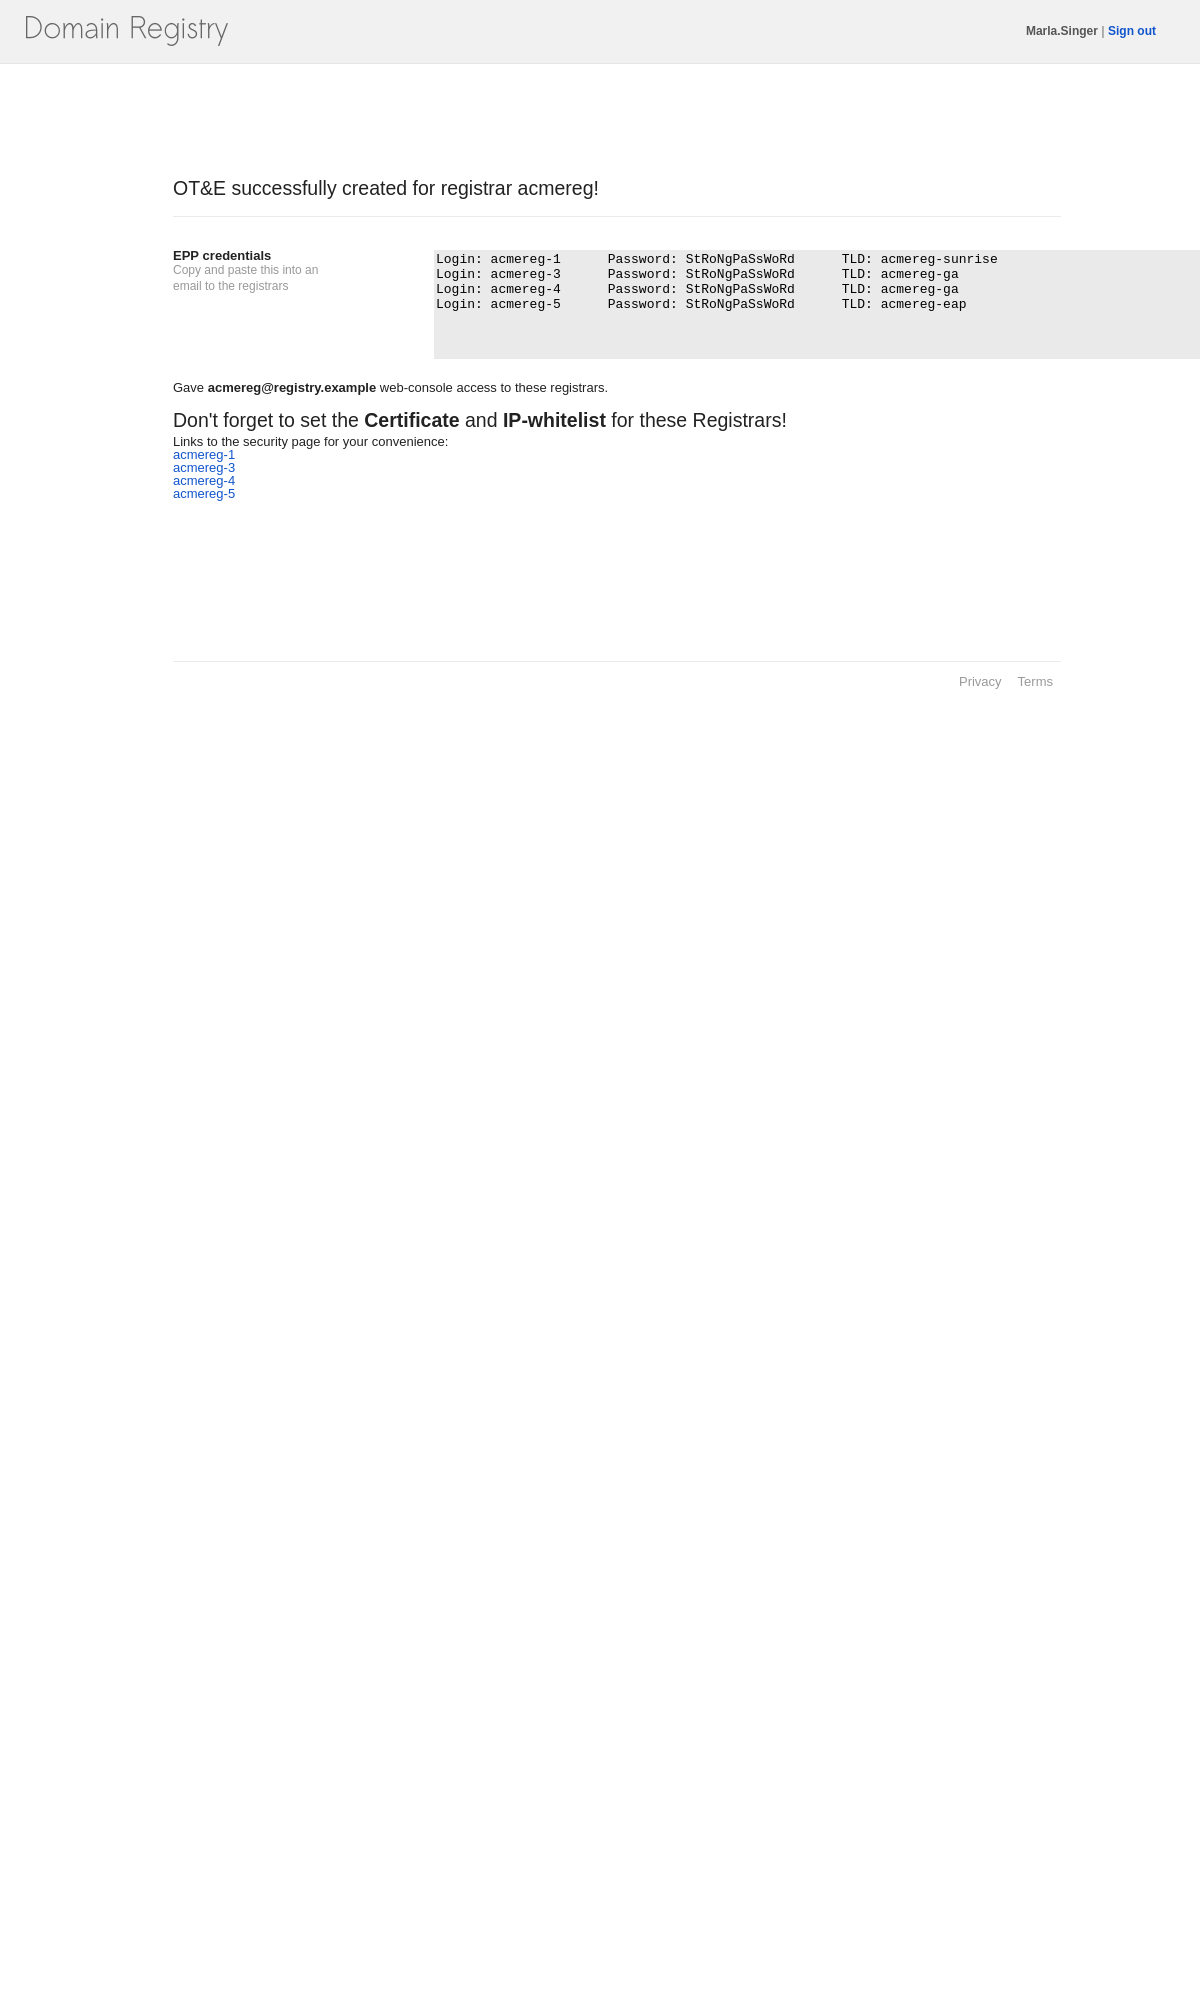 Domain Registry
Marla.Singer | Sign out
OT&E successfully created for registrar acmereg!
EPP credentials
Copy and paste this into an
email to the registrars
Login: acmereg-1      Password: StRoNgPaSsWoRd      TLD: acmereg-sunrise
Login: acmereg-3      Password: StRoNgPaSsWoRd      TLD: acmereg-ga
Login: acmereg-4      Password: StRoNgPaSsWoRd      TLD: acmereg-ga
Login: acmereg-5      Password: StRoNgPaSsWoRd      TLD: acmereg-eap
Gave acmereg@registry.example web-console access to these registrars.
Don't forget to set the Certificate and IP-whitelist for these Registrars!
Links to the security page for your convenience:
acmereg-1
acmereg-3
acmereg-4
acmereg-5
Privacy Terms